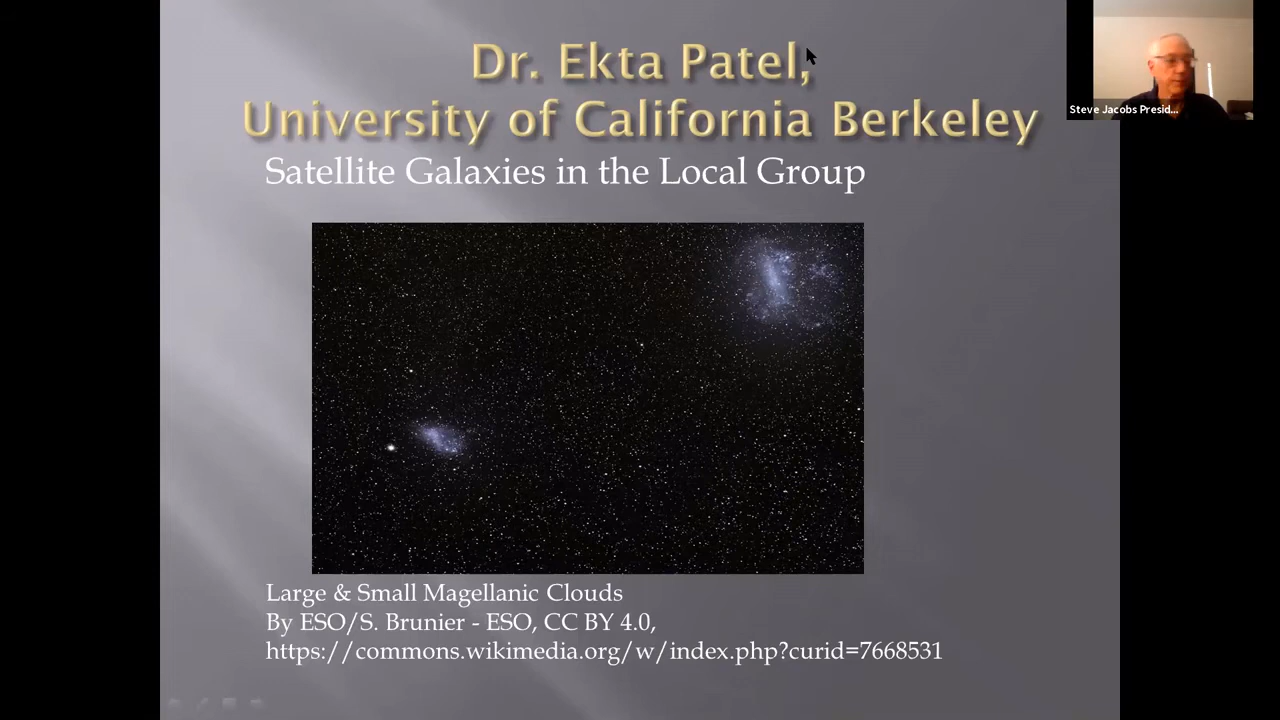 Dr. Ekta Patel,
University of California Berkeley
Satellite Galaxies in the Local Group
Steve Jacobs Presid...
Large & Small Magellanic Clouds
By ESO/S. Brunier - ESO, CC BY 4.0,
https://commons.wikimedia.org/w/index.php?curid=7668531